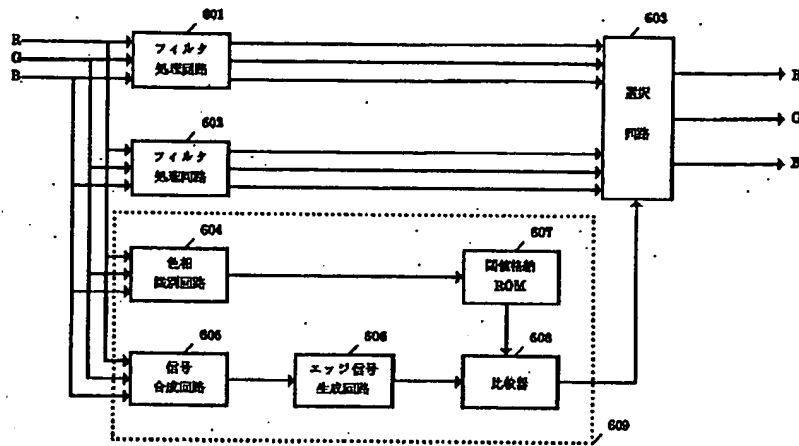 601
フィルタ
処理回路
R
G
B
603
選択
回路
R
G
B
602
フィルタ
処理回路
604
色相
識別回路
607
閾値格納
ROM
605
信号
合成回路
606
エッジ信号
生成回路
608
比較器
609